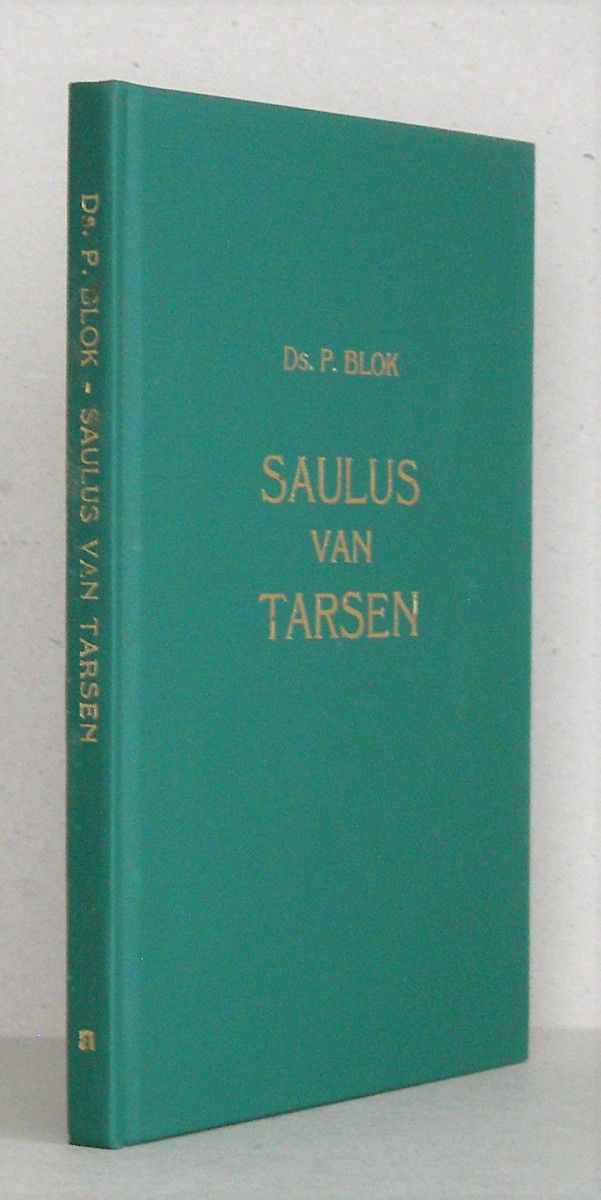 Ds. P. BLOK - SAULUS VAN TARSEN
Ds. P. BLOK
SAULUS
VAN
TARSEN